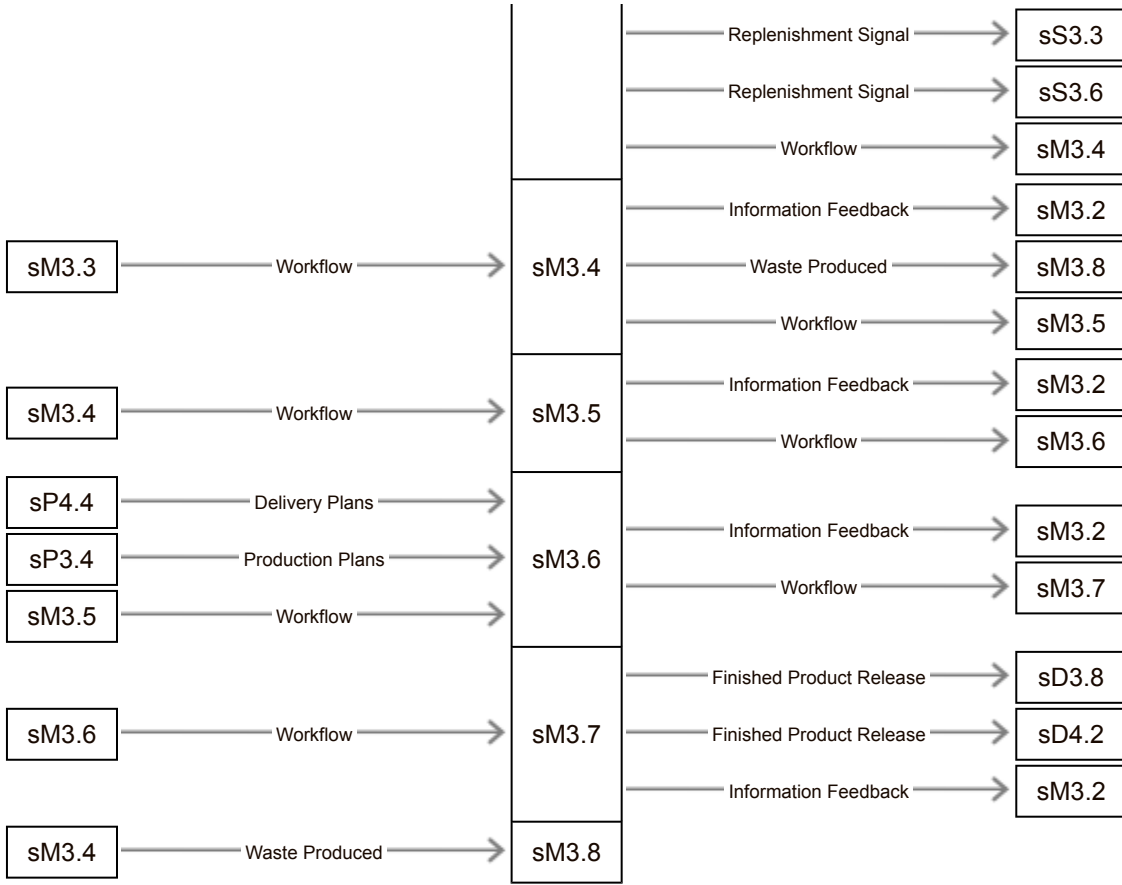 Replenishment Signal
sS3.3
Replenishment Signal
sS3.6
Workflow
sM3.4
Information Feedback
sM3.2
sM3.3
Workflow
sM3.4
Waste Produced
sM3.8
Workflow
sM3.5
Information Feedback
sM3.2
sM3.4
Workflow
sM3.5
Workflow
sM3.6
sP4.4
Delivery Plans
Information Feedback
sM3.2
sP3.4
Production Plans
sM3.6
Workflow
sM3.7
sM3.5
Workflow
Finished Product Release
sD3.8
sM3.6
Workflow
sM3.7
Finished Product Release
sD4.2
Information Feedback
sM3.2
sM3.4
Waste Produced
sM3.8